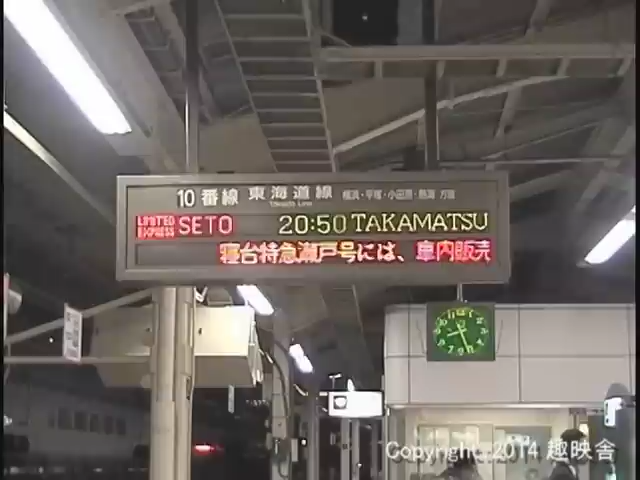 10番線 東海道線 横浜・平塚・小田原・熱海 方面
Tokaido Line
LIMITED EXPRESS SETO 20:50 TAKAMATSU
寝台特急瀬戸号には、車内販売
Copyright 2014 趣映舎